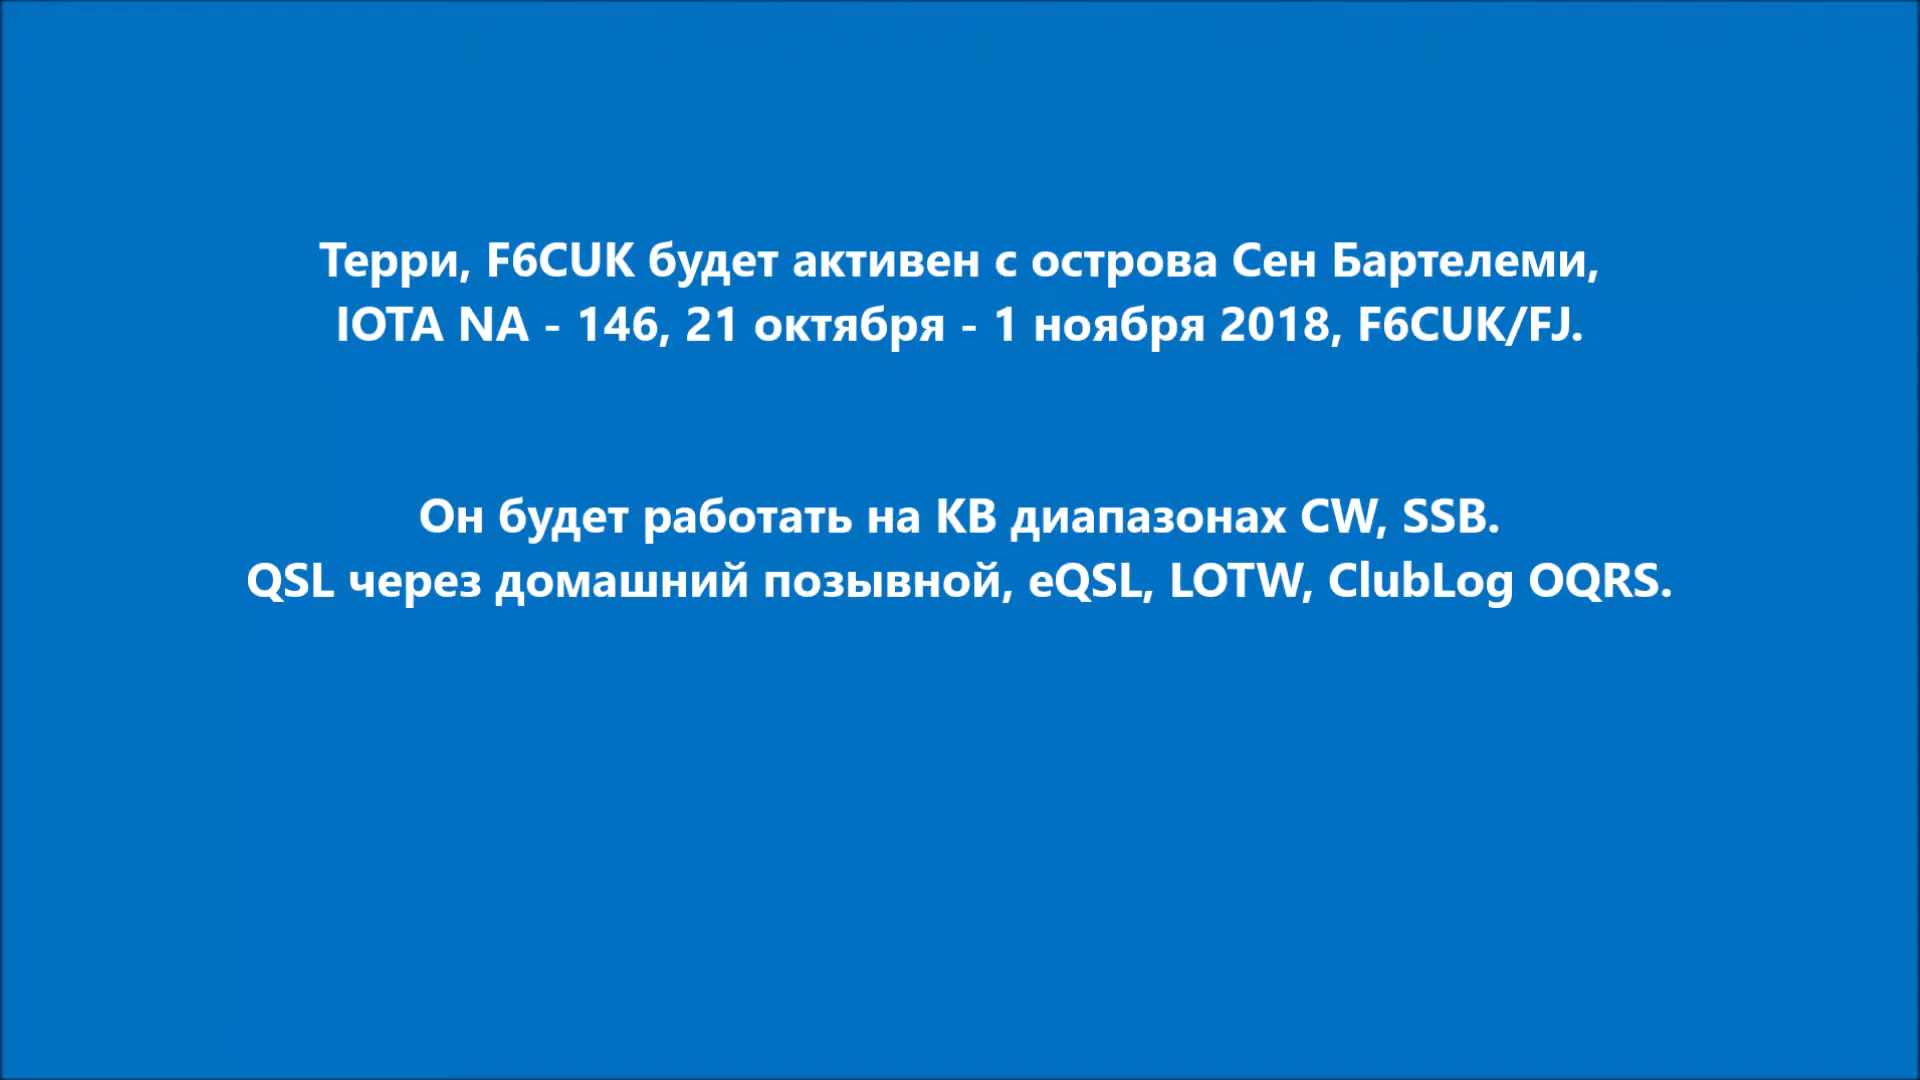 Терри, F6CUK будет активен с острова Сен Бартелеми,
IOTA NA - 146, 21 октября - 1 ноября 2018, F6CUK/FJ.
Он будет работать на КВ диапазонах CW, SSB.
QSL через домашний позывной, eQSL, LOTW, ClubLog OQRS.